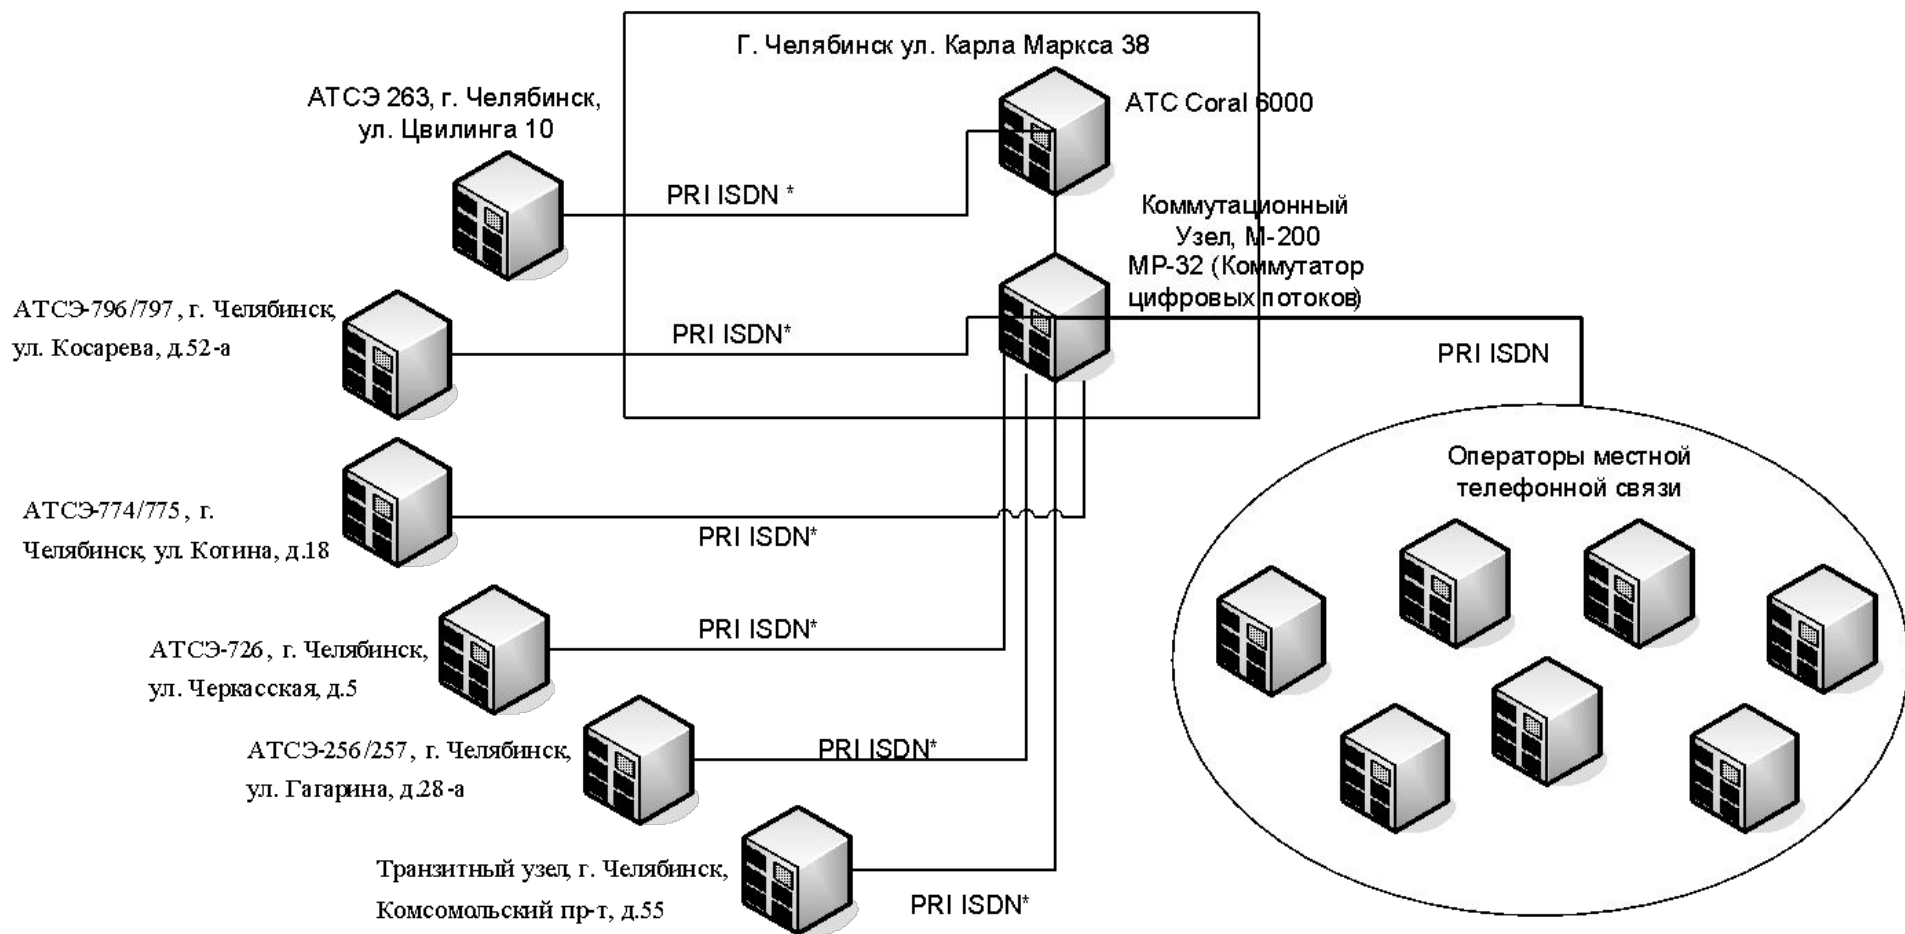 Г. Челябинск ул. Карла Маркса 38
АТСЭ 263, г. Челябинск,
ул. Цвилинга 10
АТС Coral 6000
PRI ISDN *
Коммутационный
Узел, М-200
МР-32 (Коммутатор
цифровых потоков)
АТСЭ-796/797, г. Челябинск,
ул. Косарева, д.52-а
PRI ISDN*
PRI ISDN
Операторы местной
телефонной связи
АТСЭ-774/775, г.
Челябинск, ул. Котина, д.18
PRI ISDN*
АТСЭ-726, г. Челябинск,
ул. Черкасская, д.5
PRI ISDN*
АТСЭ-256/257, г. Челябинск,
ул. Гагарина, д.28-а
PRI ISDN*
Транзитный узел, г. Челябинск,
Комсомольский пр-т, д.55
PRI ISDN*